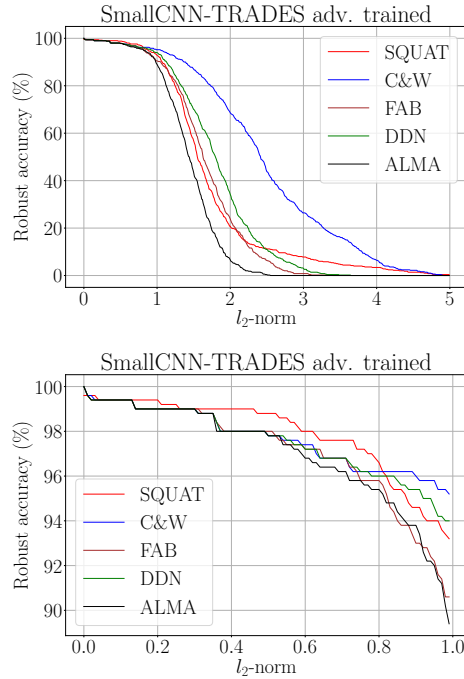 SmallCNN-TRADES adv. trained
Robust accuracy (%)
100
80
60
40
20
0
SQUAT
C&W
FAB
DDN
ALMA
0 1 2 3 4 5
l₂-norm
SmallCNN-TRADES adv. trained
Robust accuracy (%)
100
98
96
94
92
90
SQUAT
C&W
FAB
DDN
ALMA
0.0 0.2 0.4 0.6 0.8 1.0
l₂-norm